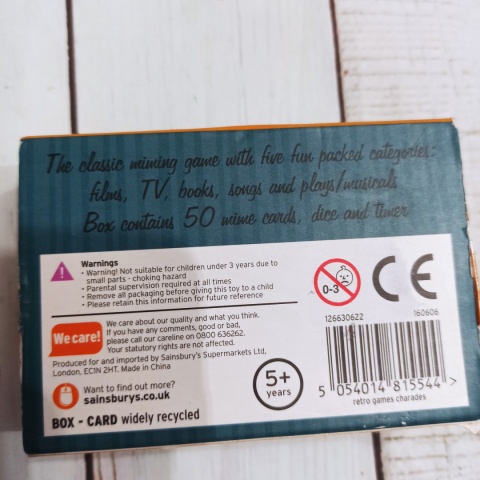 The classic miming game with five fun packed categories:
films, TV, books, songs and plays/musicals
Box contains 50 mime cards, dice and timer
Warnings
• Warning! Not suitable for children under 3 years due to
small parts - choking hazard
• Parental supervision required at all times
• Remove all packaging before giving this toy to a child
• Please retain this information for future reference
0-3
CE
We care!
We care about our quality and what you think.
If you have any comments, good or bad,
please call our careline on 0800 636262.
Your statutory rights are not affected.
Produced for and imported by Sainsbury's Supermarkets Ltd,
London, EC1N 2HT. Made in China
Want to find out more?
sainsburys.co.uk
BOX - CARD widely recycled
5+
years
126630622 160606
5 054014 815544 >
retro games charades